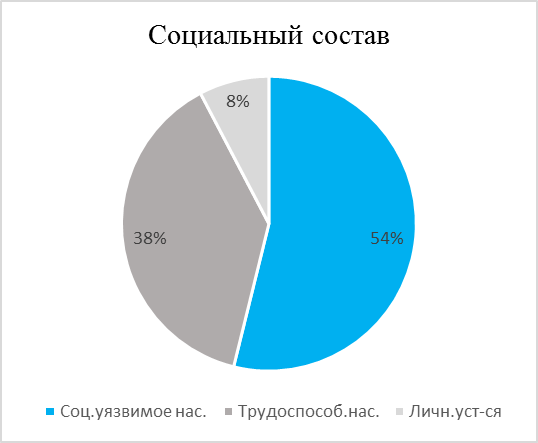 Социальный состав
8%
38%
54%
Соц.уязвимое нас. Трудоспособ.нас. Личн.уст-ся